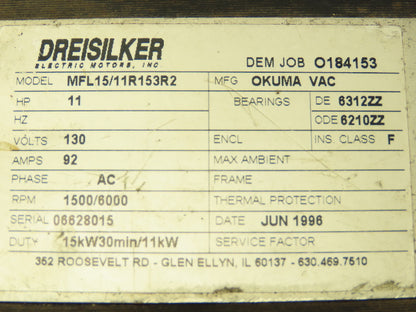 DREISILKER
ELECTRIC MOTORS, INC
DEM JOB O184153
MODEL MFL15/11R153R2 MFG OKUMA VAC
HP 11 BEARINGS DE 6312ZZ
HZ ODE 6210ZZ
VOLTS 130 ENCL INS CLASS F
AMPS 92 MAX AMBIENT
PHASE AC FRAME
RPM 1500/6000 THERMAL PROTECTION
SERIAL 06628015 DATE JUN 1996
DUTY 15kW30min/11kW SERVICE FACTOR
352 ROOSEVELT RD - GLEN ELLYN, IL 60137 - 630.469.7510